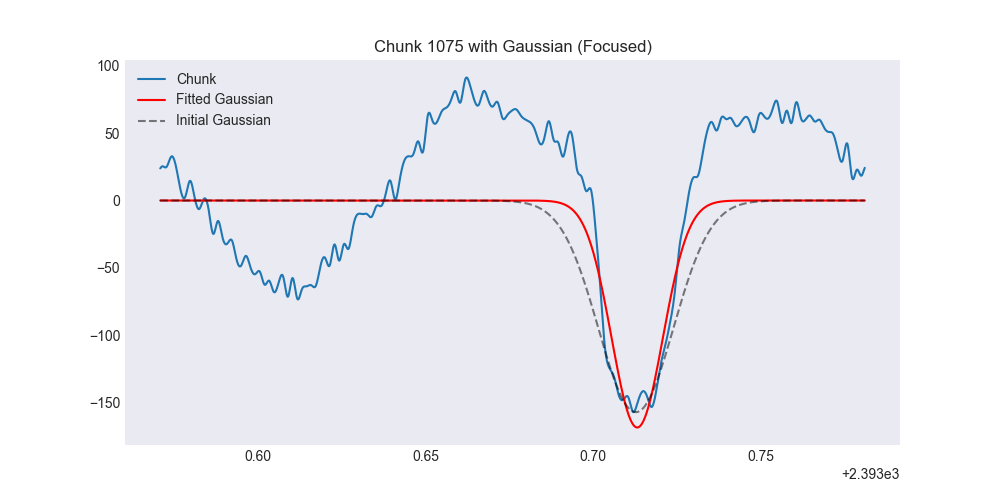 Chunk 1075 with Gaussian (Focused)
Chunk
Fitted Gaussian
Initial Gaussian
100
50
0
−50
−100
−150
0.60 0.65 0.70 0.75
+2.393e3